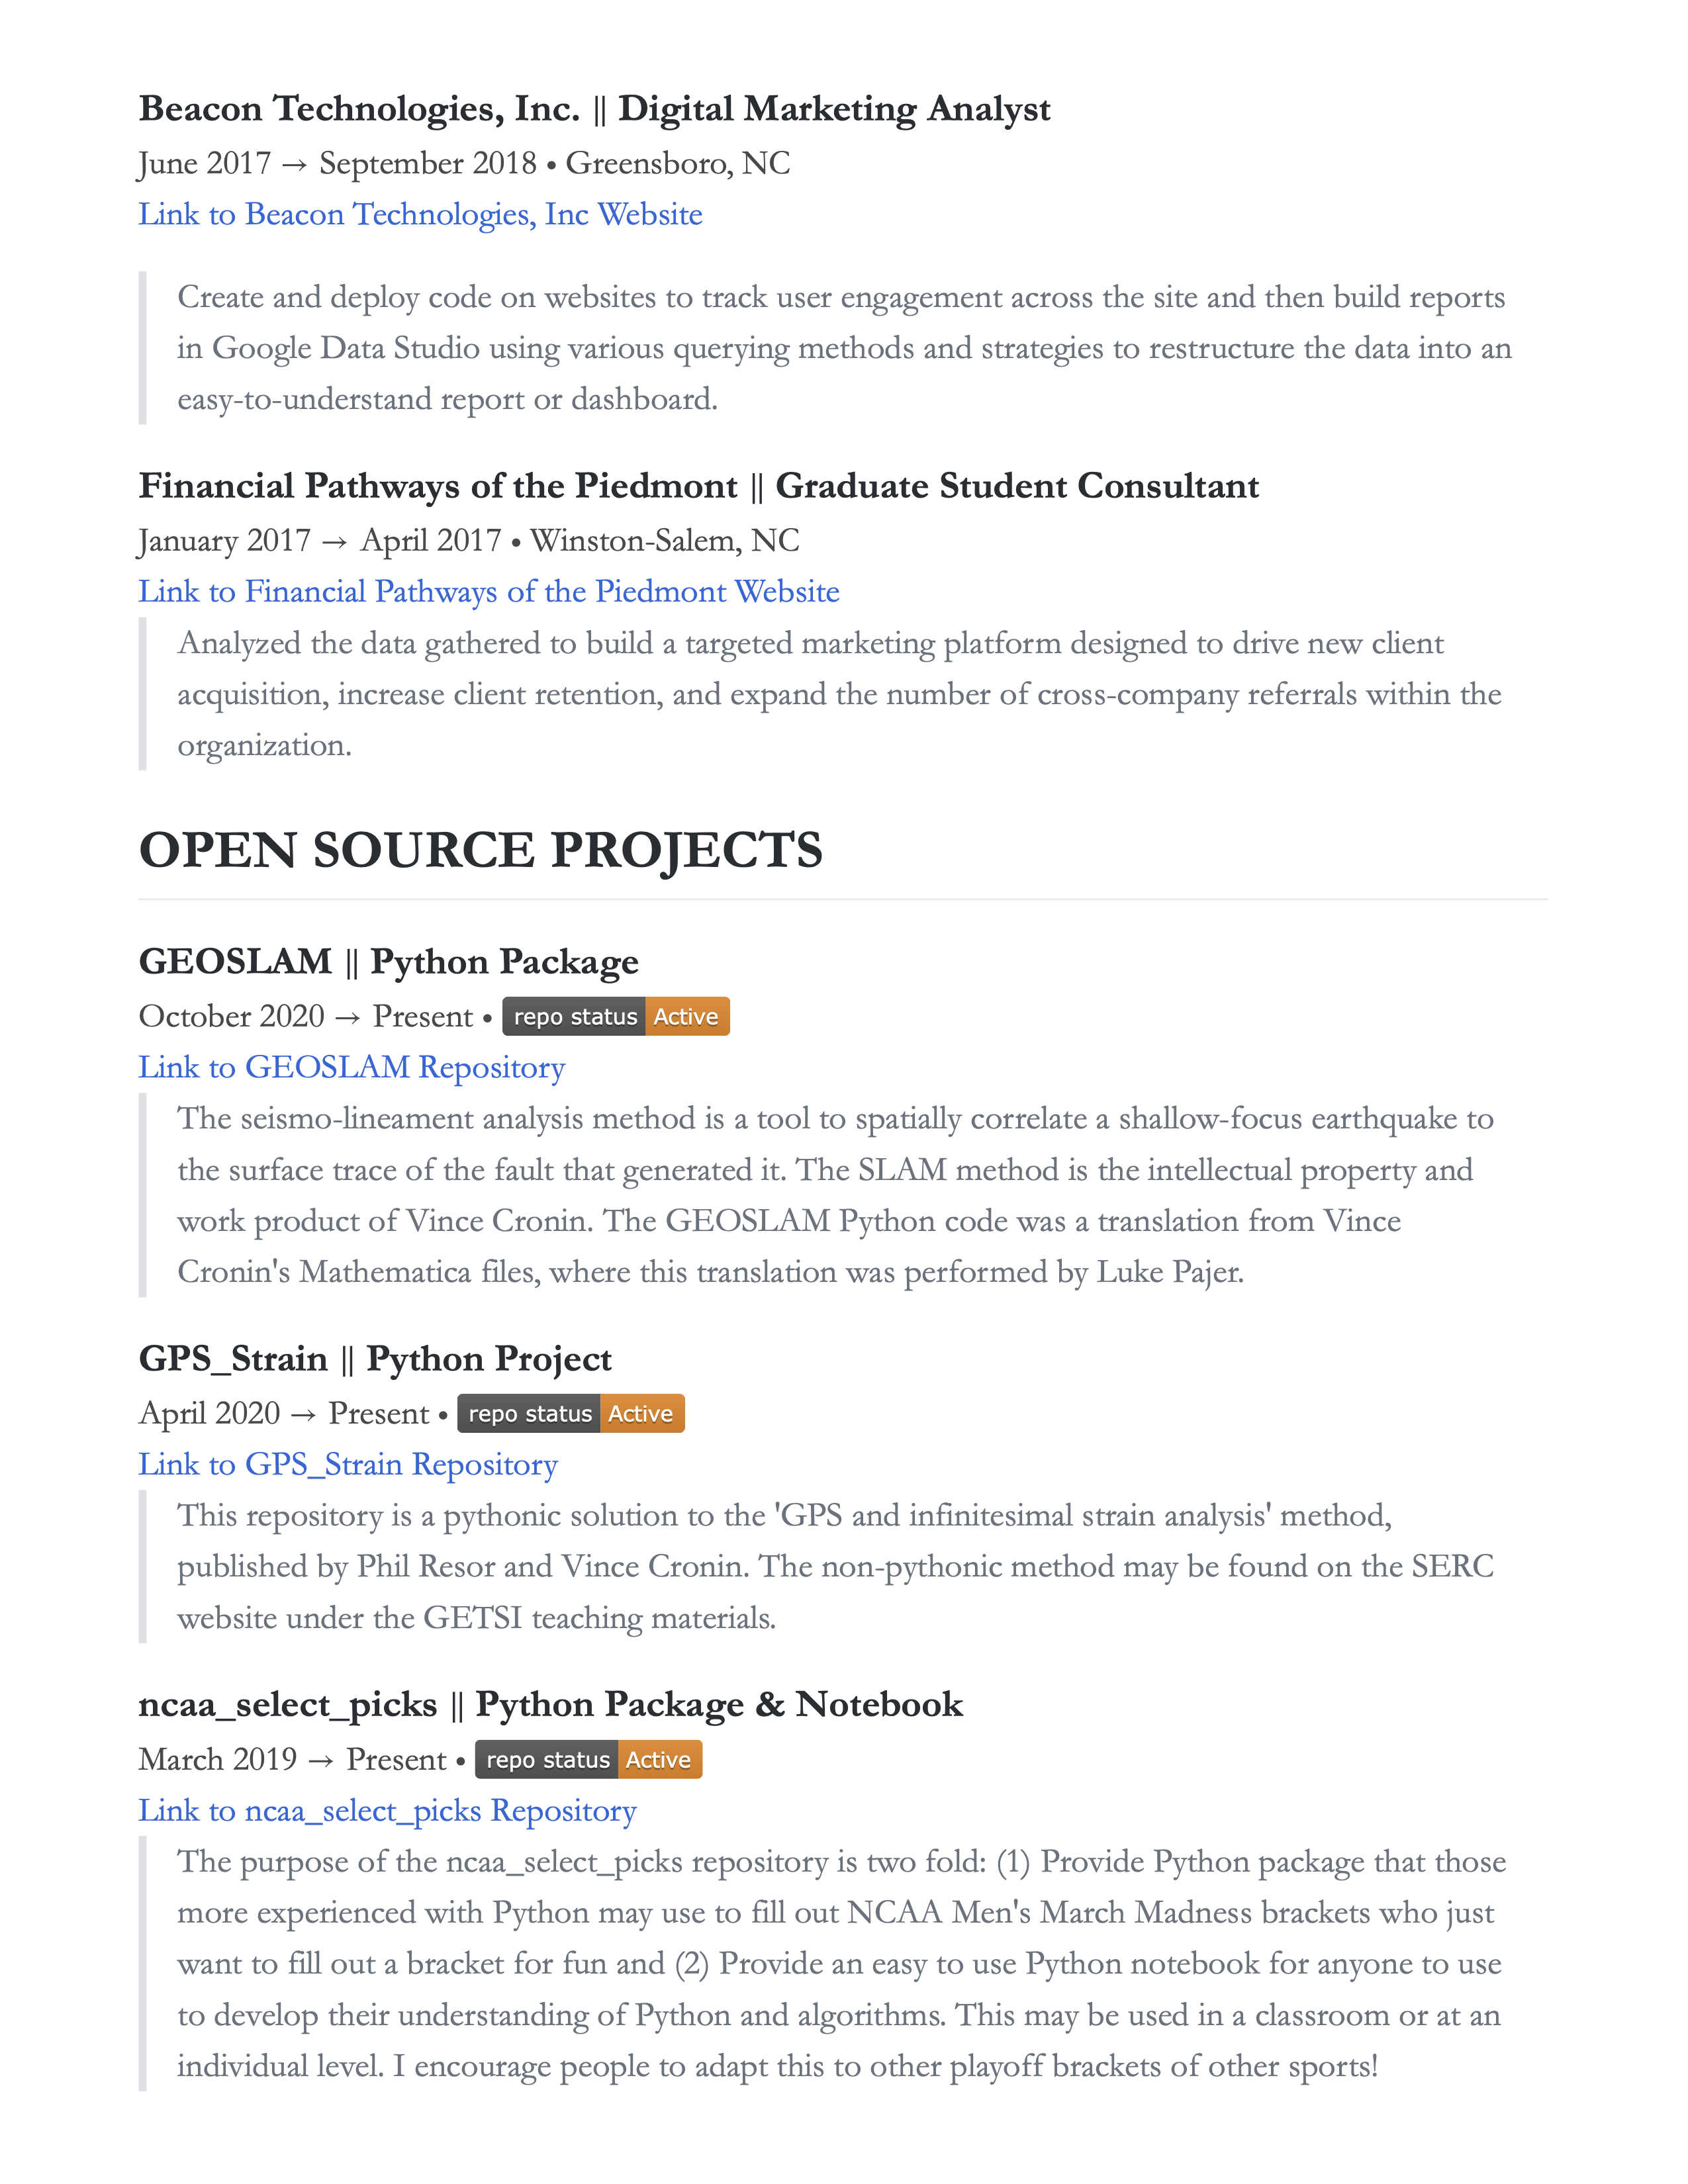 Beacon Technologies, Inc. || Digital Marketing Analyst
June 2017 → September 2018 • Greensboro, NC
Link to Beacon Technologies, Inc Website
Create and deploy code on websites to track user engagement across the site and then build reports
in Google Data Studio using various querying methods and strategies to restructure the data into an
easy-to-understand report or dashboard.
Financial Pathways of the Piedmont || Graduate Student Consultant
January 2017 → April 2017 • Winston-Salem, NC
Link to Financial Pathways of the Piedmont Website
Analyzed the data gathered to build a targeted marketing platform designed to drive new client
acquisition, increase client retention, and expand the number of cross-company referrals within the
organization.
OPEN SOURCE PROJECTS
GEOSLAM || Python Package
October 2020 → Present • repo status Active
Link to GEOSLAM Repository
The seismo-lineament analysis method is a tool to spatially correlate a shallow-focus earthquake to
the surface trace of the fault that generated it. The SLAM method is the intellectual property and
work product of Vince Cronin. The GEOSLAM Python code was a translation from Vince
Cronin's Mathematica files, where this translation was performed by Luke Pajer.
GPS_Strain || Python Project
April 2020 → Present • repo status Active
Link to GPS_Strain Repository
This repository is a pythonic solution to the 'GPS and infinitesimal strain analysis' method,
published by Phil Resor and Vince Cronin. The non-pythonic method may be found on the SERC
website under the GETSI teaching materials.
ncaa_select_picks || Python Package & Notebook
March 2019 → Present • repo status Active
Link to ncaa_select_picks Repository
The purpose of the ncaa_select_picks repository is two fold: (1) Provide Python package that those
more experienced with Python may use to fill out NCAA Men's March Madness brackets who just
want to fill out a bracket for fun and (2) Provide an easy to use Python notebook for anyone to use
to develop their understanding of Python and algorithms. This may be used in a classroom or at an
individual level. I encourage people to adapt this to other playoff brackets of other sports!